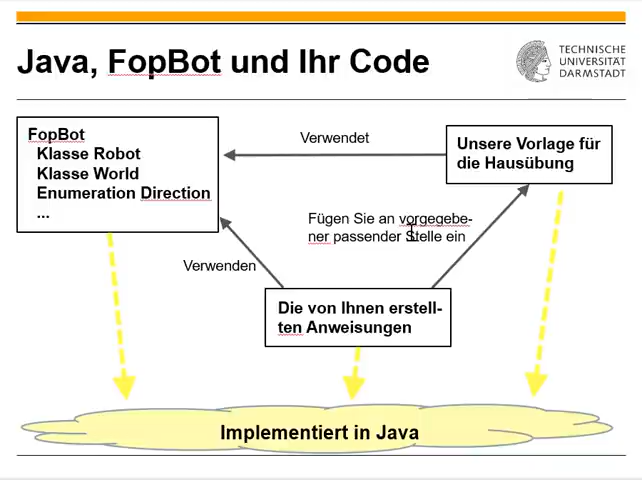 Java, FopBot und Ihr Code
TECHNISCHE
UNIVERSITÄT
DARMSTADT
FopBot
Klasse Robot
Klasse World
Enumeration Direction
...
Verwendet
Unsere Vorlage für
die Hausübung
Fügen Sie an vorgegebe-
ner passender Stelle ein
Verwenden
Die von Ihnen erstell-
ten Anweisungen
Implementiert in Java